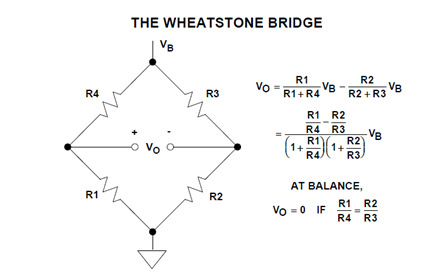 THE WHEATSTONE BRIDGE
VB
R4
R3
+ VO -
R1
R2
VO = R1/(R1+R4) VB − R2/(R2+R3) VB
= (R1/R4 − R2/R3) / ((1+R1/R4)(1+R2/R3)) VB
AT BALANCE,
VO = 0 IF R1/R4 = R2/R3